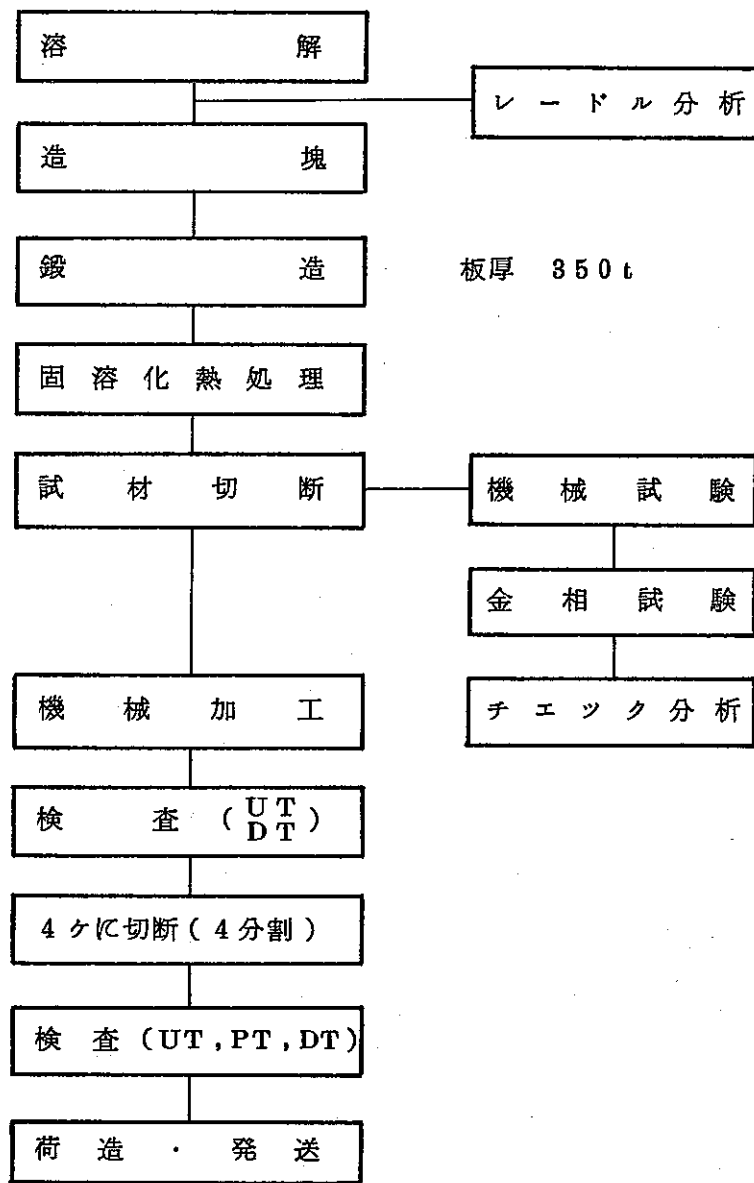 溶解
レードル分析
造塊
鍛造
板厚 350t
固溶化熱処理
試材切断
機械試験
金相試験
機械加工
チエック分析
検査(UT DT)
4ケに切断(4分割)
検査(UT,PT,DT)
荷造・発送